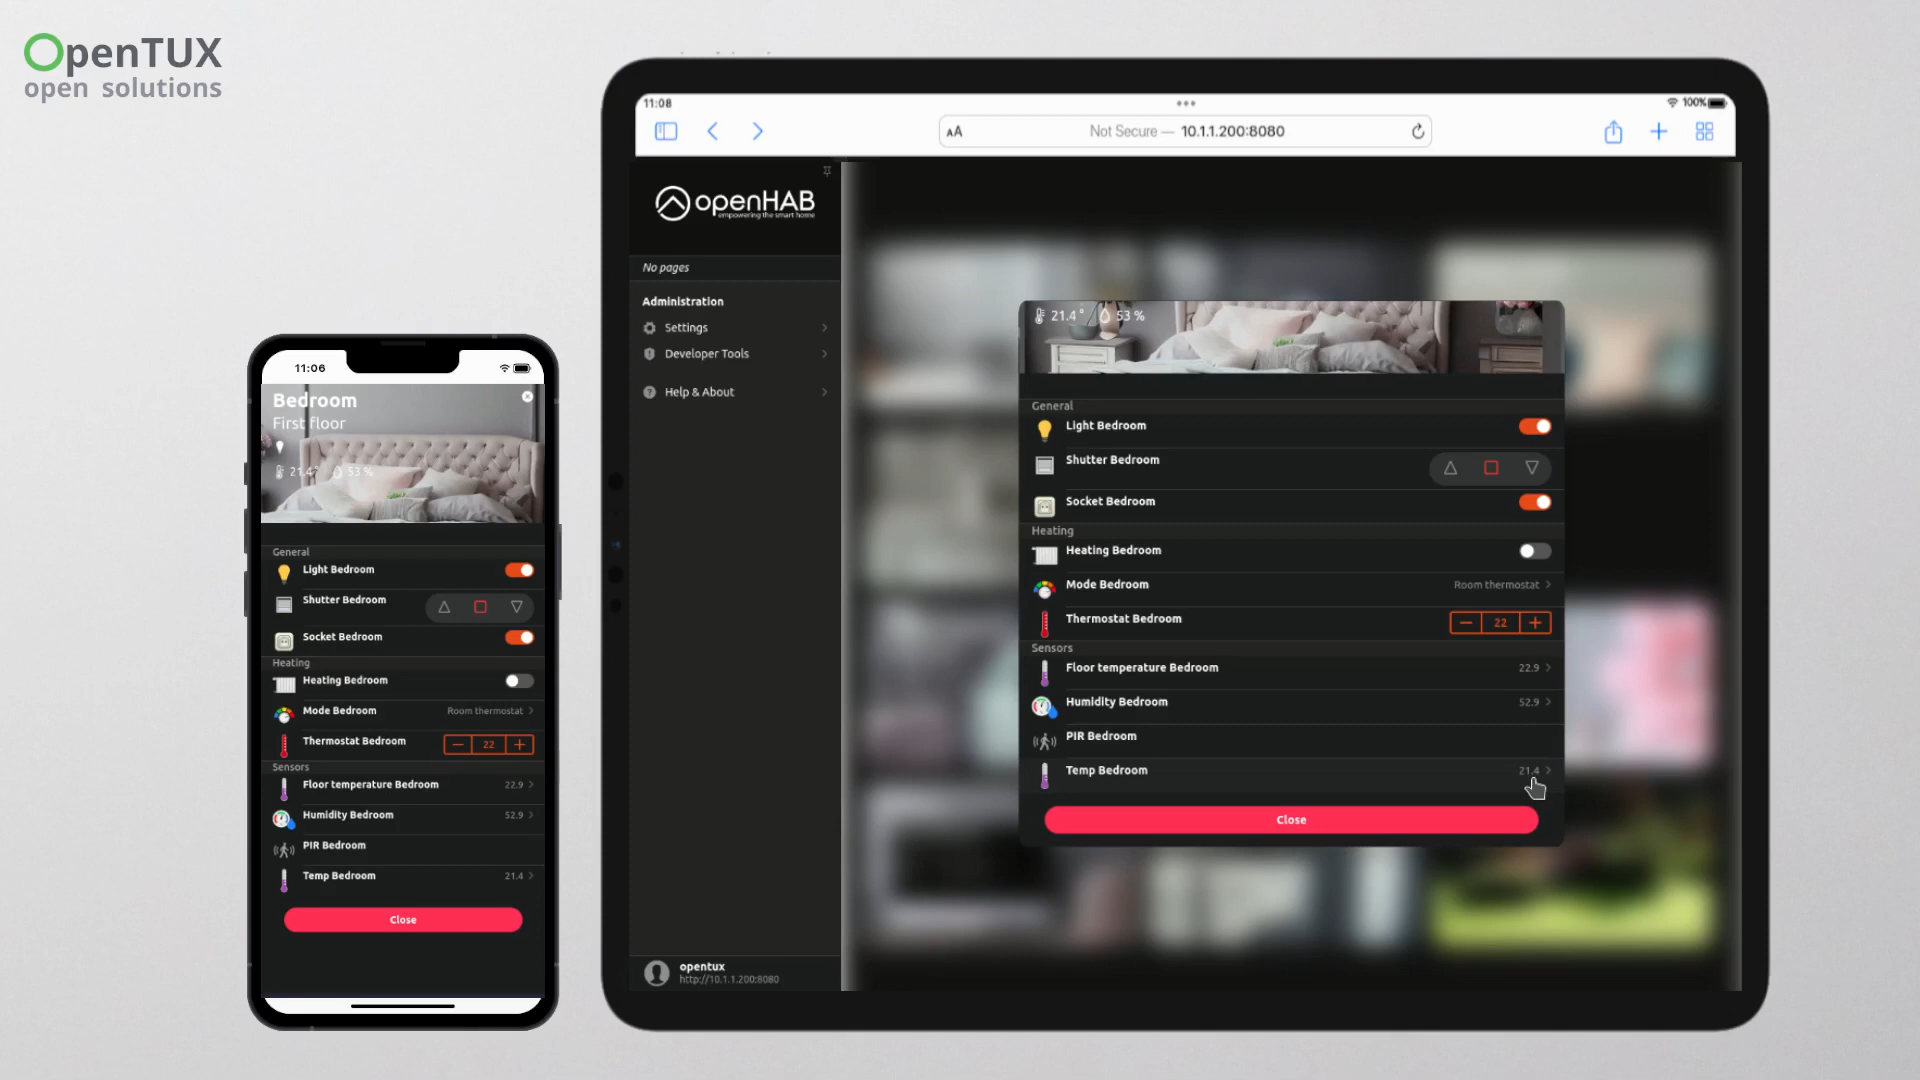 OpenTUX
open solutions
11:06
Bedroom
First floor
21.4°
53 %
General
Light Bedroom
Shutter Bedroom
Socket Bedroom
Heating
Heating Bedroom
Mode Bedroom
Room thermostat
Thermostat Bedroom
22
Sensors
Floor temperature Bedroom
22.9
Humidity Bedroom
52.9
PIR Bedroom
Temp Bedroom
21.4
Close
11:08
100%
AA
Not Secure — 10.1.1.200:8080
openHAB
empowering the smart home
No pages
Administration
Settings
Developer Tools
Help & About
opentux
http://10.1.1.200:8080
21.4 °
53 %
General
Light Bedroom
Shutter Bedroom
Socket Bedroom
Heating
Heating Bedroom
Mode Bedroom
Room thermostat
Thermostat Bedroom
22
Sensors
Floor temperature Bedroom
22.9
Humidity Bedroom
52.9
PIR Bedroom
Temp Bedroom
21.4
Close